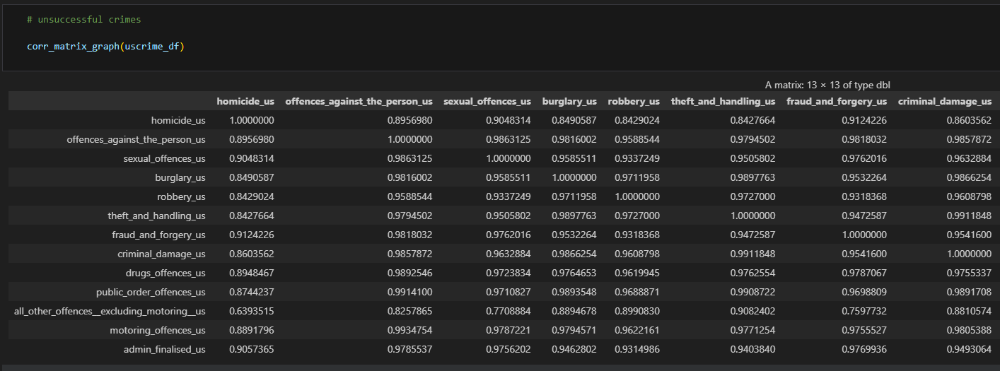 # unsuccessful crimes
corr_matrix_graph(uscrime_df)
A matrix: 13 × 13 of type dbl
homicide_us offences_against_the_person_us sexual_offences_us burglary_us robbery_us theft_and_handling_us fraud_and_forgery_us criminal_damage_us
homicide_us 1.0000000 0.8956980 0.9048314 0.8490587 0.8429024 0.8427664 0.9124226 0.8603562
offences_against_the_person_us 0.8956980 1.0000000 0.9863125 0.9816002 0.9588544 0.9794502 0.9818032 0.9857872
sexual_offences_us 0.9048314 0.9863125 1.0000000 0.9585511 0.9337249 0.9505802 0.9762016 0.9632884
burglary_us 0.8490587 0.9816002 0.9585511 1.0000000 0.9711958 0.9897763 0.9532264 0.9866254
robbery_us 0.8429024 0.9588544 0.9337249 0.9711958 1.0000000 0.9727000 0.9318368 0.9608798
theft_and_handling_us 0.8427664 0.9794502 0.9505802 0.9897763 0.9727000 1.0000000 0.9472587 0.9911848
fraud_and_forgery_us 0.9124226 0.9818032 0.9762016 0.9532264 0.9318368 0.9472587 1.0000000 0.9541600
criminal_damage_us 0.8603562 0.9857872 0.9632884 0.9866254 0.9608798 0.9911848 0.9541600 1.0000000
drugs_offences_us 0.8948467 0.9892546 0.9723834 0.9764653 0.9619945 0.9762554 0.9787067 0.9755337
public_order_offences_us 0.8744237 0.9914100 0.9710827 0.9893548 0.9688871 0.9908722 0.9698809 0.9891708
all_other_offences__excluding_motoring__us 0.6393515 0.8257865 0.7708884 0.8894678 0.8990830 0.9082402 0.7597732 0.8810574
motoring_offences_us 0.8891796 0.9934754 0.9787221 0.9794571 0.9622161 0.9771254 0.9755527 0.9805388
admin_finalised_us 0.9057365 0.9785537 0.9756202 0.9462802 0.9314986 0.9403840 0.9769936 0.9493064